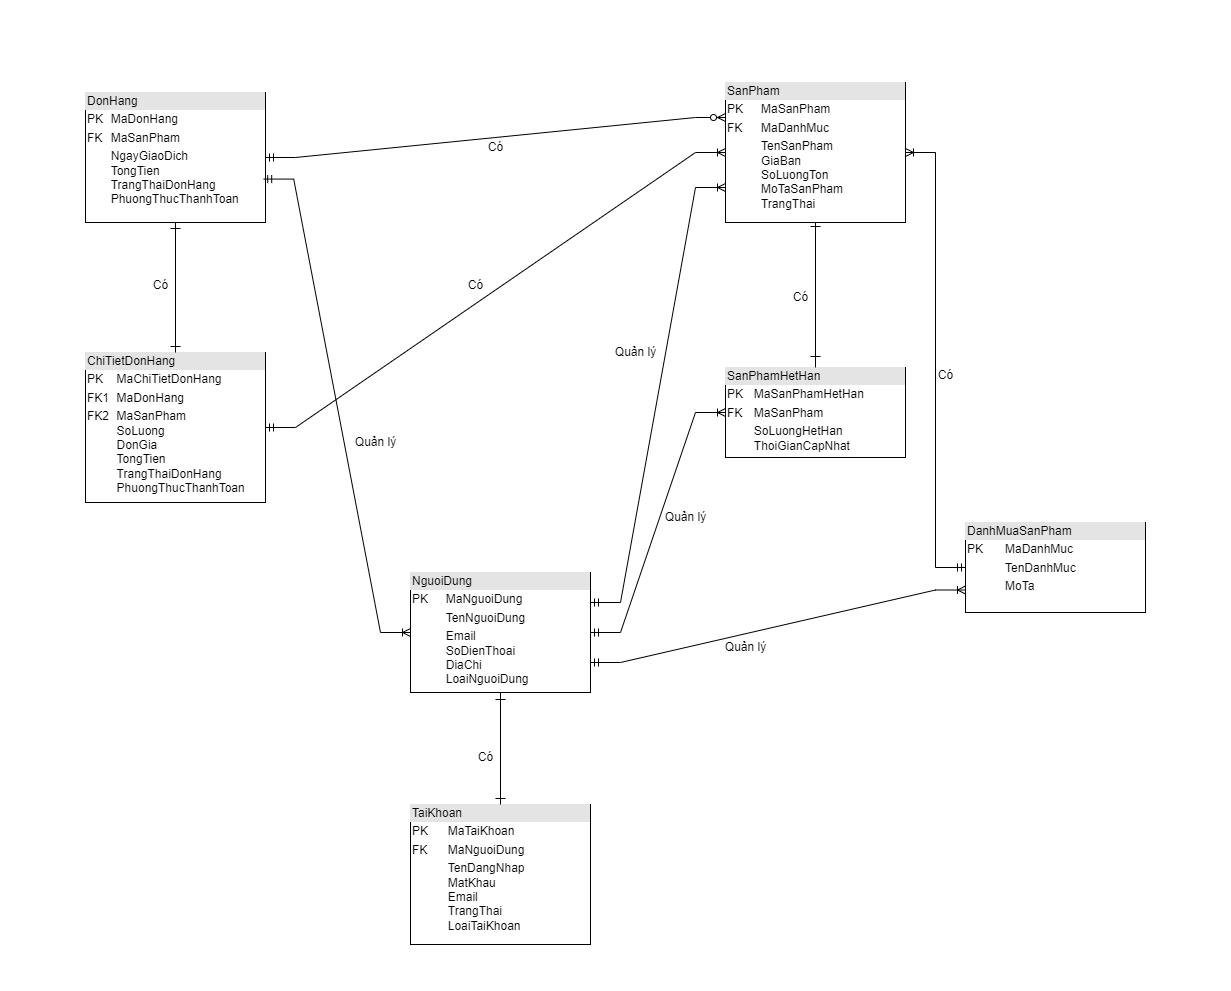 DonHang
PK MaDonHang
FK MaSanPham
NgayGiaoDich
TongTien
TrangThaiDonHang
PhuongThucThanhToan
SanPham
PK MaSanPham
FK MaDanhMuc
TenSanPham
GiaBan
SoLuongTon
MoTaSanPham
TrangThai
Có
Có
Có
Có
Quản lý
ChiTietDonHang
PK MaChiTietDonHang
FK1 MaDonHang
FK2 MaSanPham
SoLuong
DonGia
TongTien
TrangThaiDonHang
PhuongThucThanhToan
SanPhamHetHan
PK MaSanPhamHetHan
FK MaSanPham
SoLuongHetHan
ThoiGianCapNhat
Có
Quản lý
Quản lý
DanhMuaSanPham
PK MaDanhMuc
TenDanhMuc
MoTa
NguoiDung
PK MaNguoiDung
TenNguoiDung
Email
SoDienThoai
DiaChi
LoaiNguoiDung
Quản lý
Có
TaiKhoan
PK MaTaiKhoan
FK MaNguoiDung
TenDangNhap
MatKhau
Email
TrangThai
LoaiTaiKhoan